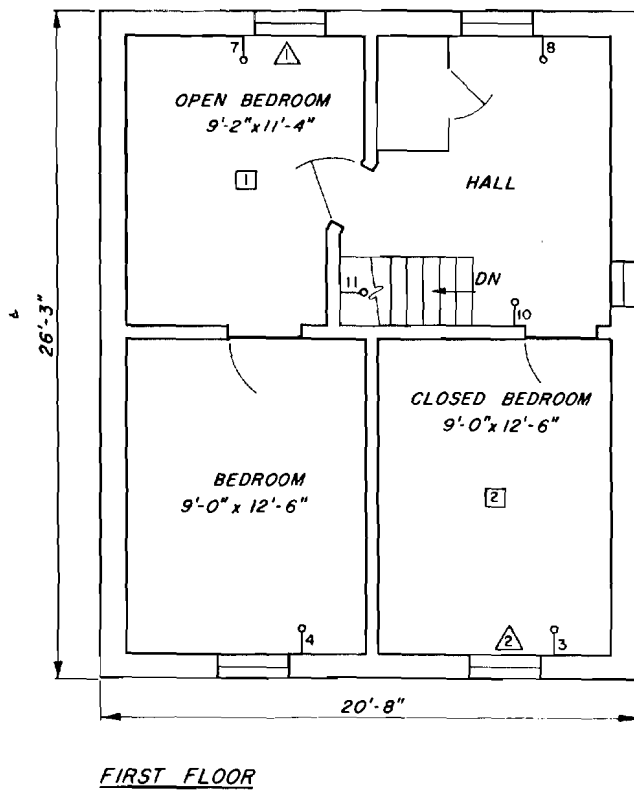 7
1
8
OPEN BEDROOM
9'-2" x 11'-4"
1
HALL
11
DN
10
26'-3"
CLOSED BEDROOM
9'-0" x 12'-6"
BEDROOM
9'-0" x 12'-6"
2
4
2
3
20'-8"
FIRST FLOOR